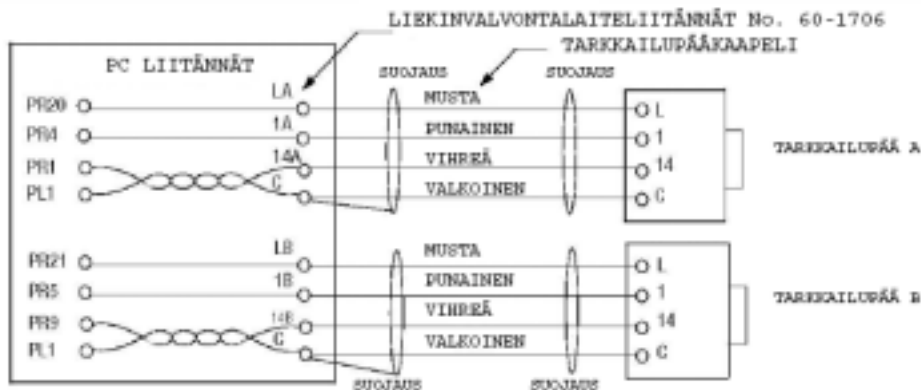 LIEKINVALVONTALAITELIITÄNNÄT No. 60-1706
TARKKAILUPÄÄKAAPELI
PC LIITÄNNÄT
SUOJAUS
SUOJAUS
PR20 LA MUSTA L
PR4 1A PUNAINEN 1
PR1 14A VIHREÄ 14
PL1 C VALKOINEN C
TARKKAILUPÄÄ A
PR21 LB MUSTA L
PR5 1B PUNAINEN 1
PR9 14B VIHREÄ 14
PL1 C VALKOINEN C
TARKKAILUPÄÄ B
SUOJAUS
SUOJAUS